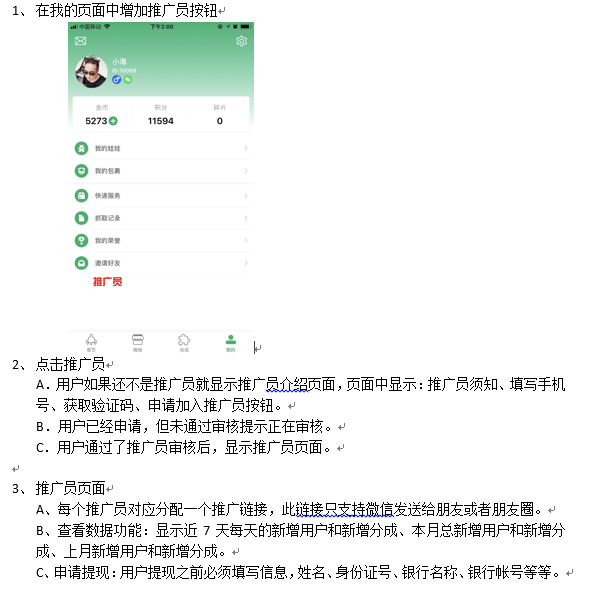 1、 在我的页面中增加推广员按钮
中国移动 下午2:00
小海
ID:10069
金币 积分 碎片
5273 11594 0
我的娃娃
我的包裹
快递服务
抓取记录
我的荣誉
邀请好友
推广员
首页 商城 合成 我的
2、 点击推广员
A．用户如果还不是推广员就显示推广员介绍页面，页面中显示：推广员须知、填写手机
号、获取验证码、申请加入推广员按钮。
B．用户已经申请，但未通过审核提示正在审核。
C．用户通过了推广员审核后，显示推广员页面。
3、 推广员页面
A、每个推广员对应分配一个推广链接，此链接只支持微信发送给朋友或者朋友圈。
B、查看数据功能：显示近 7 天每天的新增用户和新增分成、本月总新增用户和新增分
成、上月新增用户和新增分成。
C、申请提现：用户提现之前必须填写信息，姓名、身份证号、银行名称、银行帐号等等。